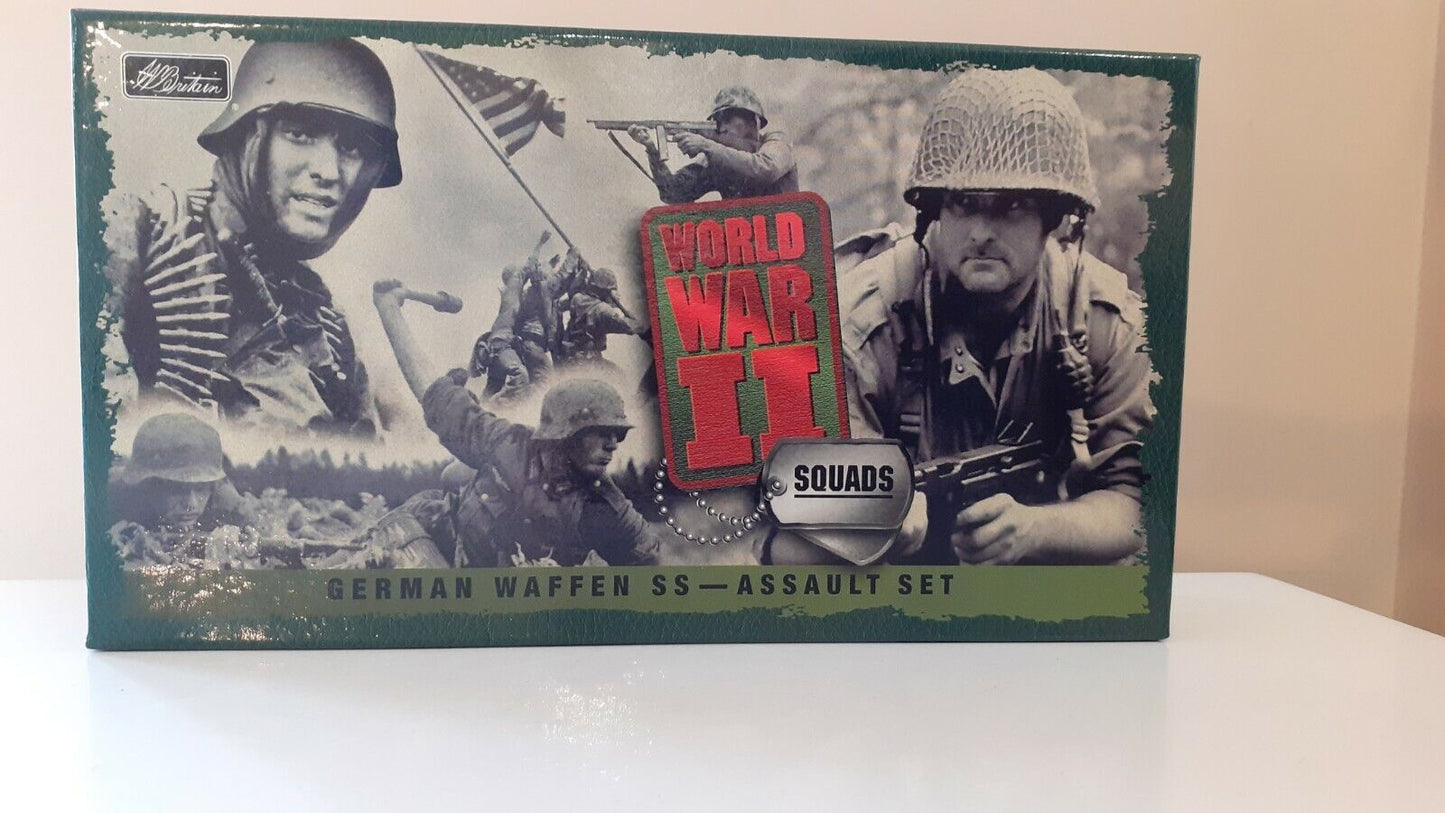 W Britain
®
WORLD
WAR
II
SQUADS
GERMAN WAFFEN SS—ASSAULT SET